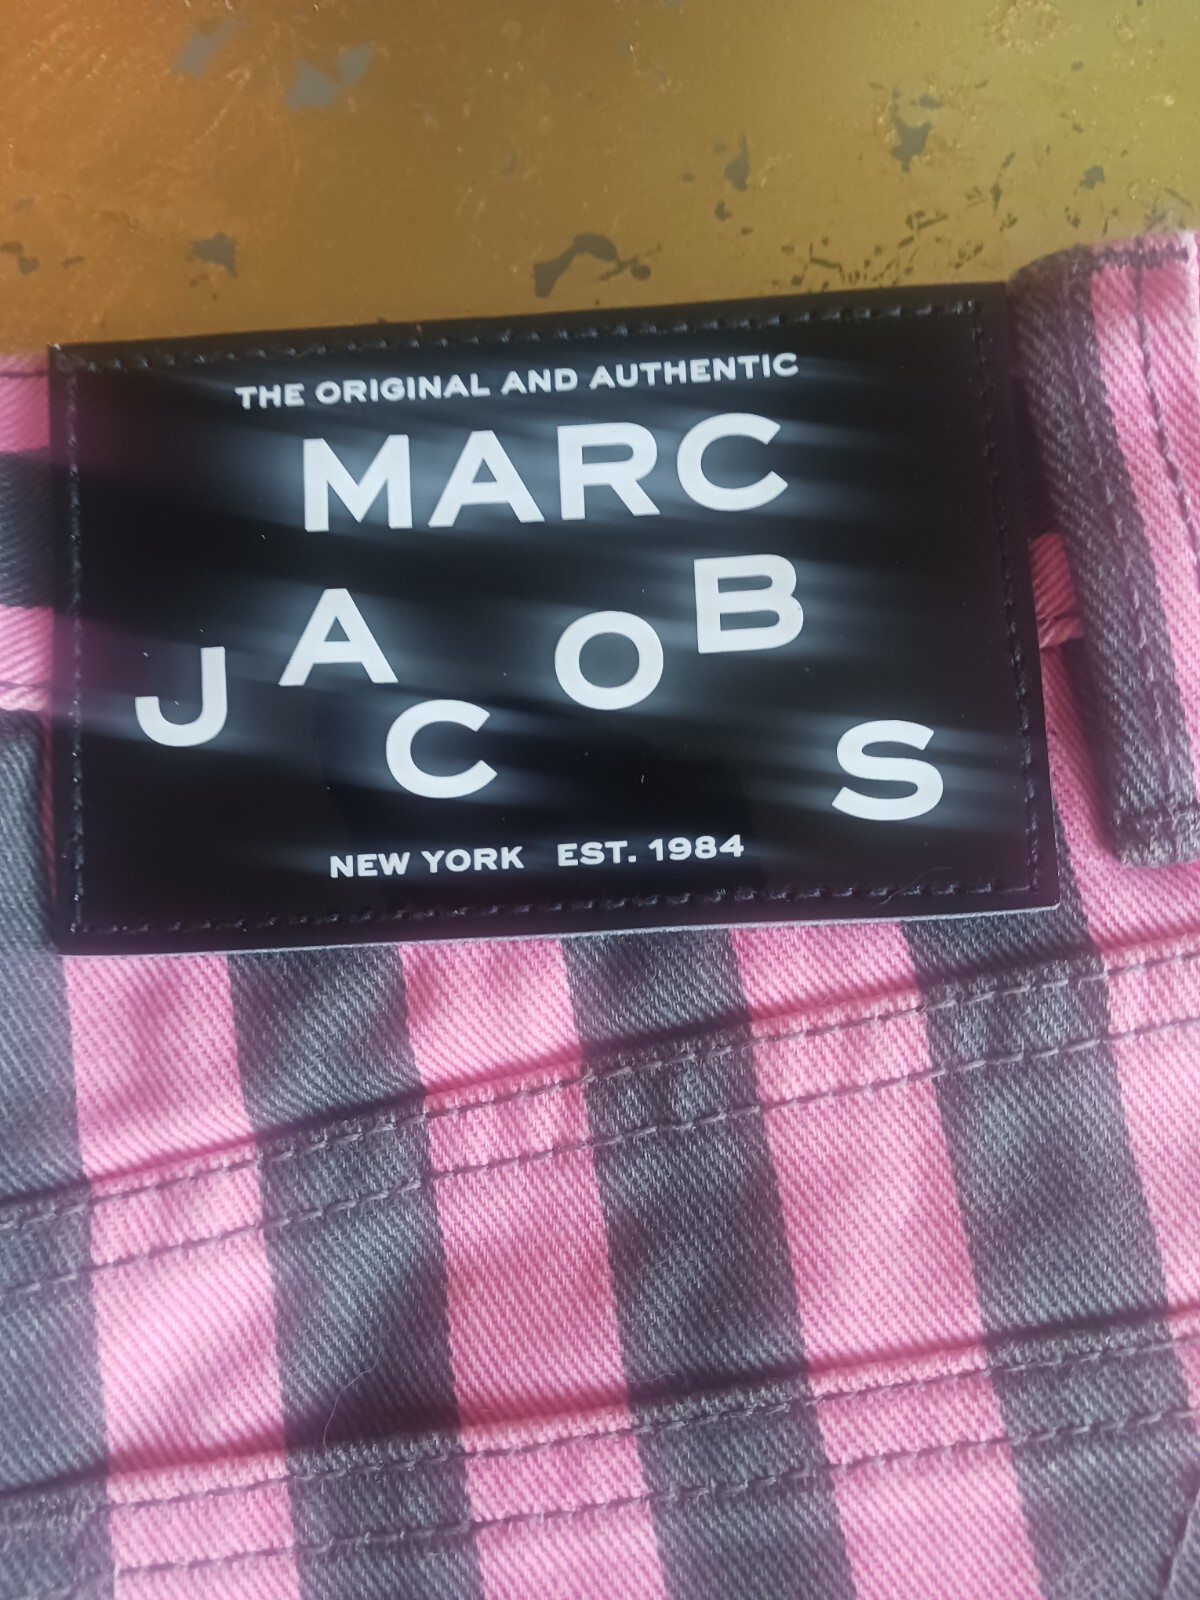 THE ORIGINAL AND AUTHENTIC
MARC
JACOBS
NEW YORK EST. 1984